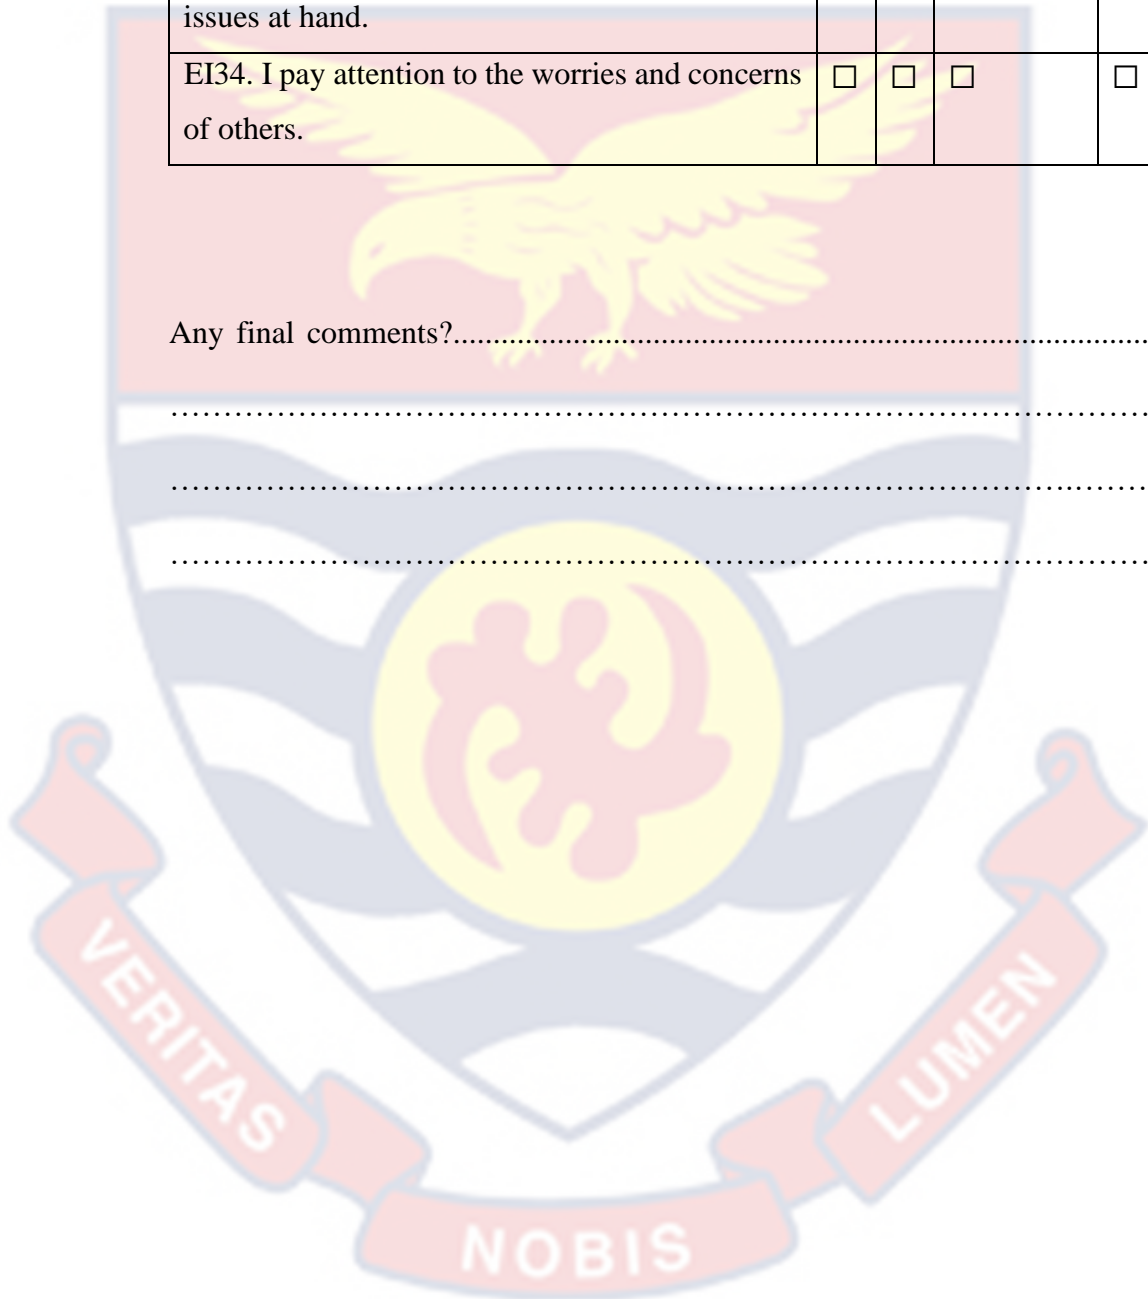 issues at hand.
EI34. I pay attention to the worries and concerns ☐ ☐ ☐ ☐
of others.
Any final comments?..............................................................................................
…………………………………………………………………………………………
…………………………………………………………………………………………
…………………………………………………………………………………………
VERITAS
NOBIS
LUMEN